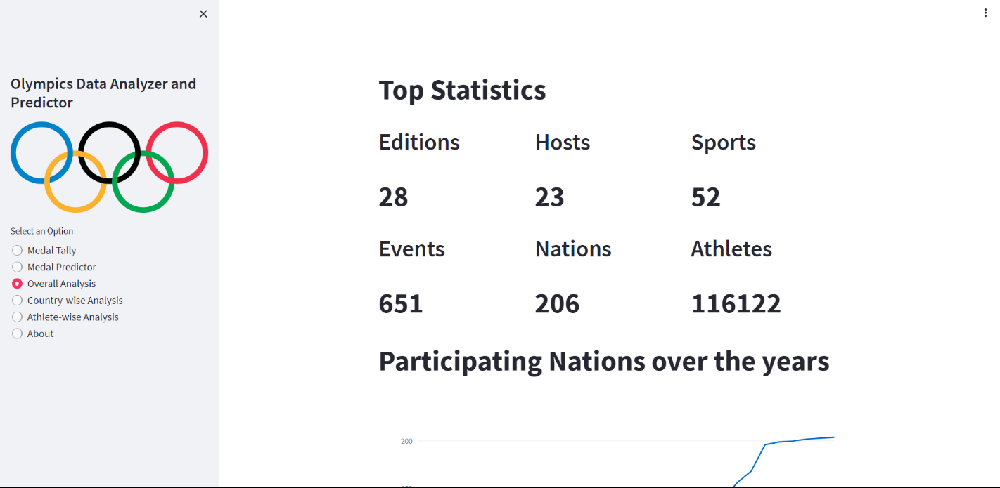 Olympics Data Analyzer and
Predictor
Select an Option
Medal Tally
Medal Predictor
Overall Analysis
Country-wise Analysis
Athlete-wise Analysis
About
Top Statistics
Editions Hosts Sports
28 23 52
Events Nations Athletes
651 206 116122
Participating Nations over the years
200